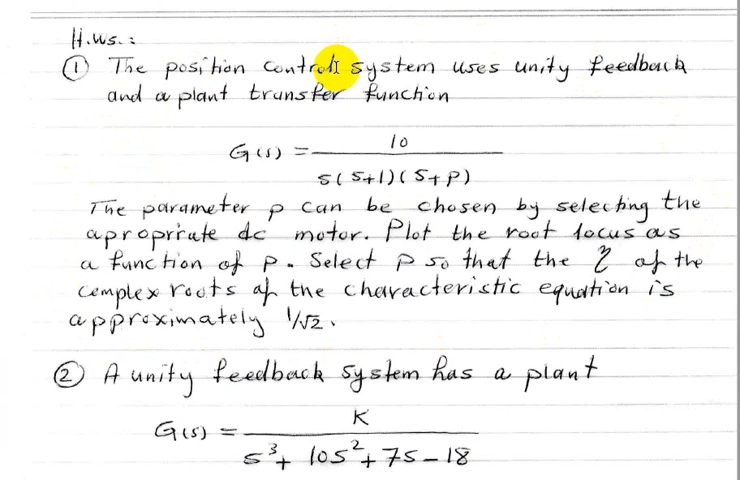 H.Ws. :
① The position control system uses unity feedback
and a plant transfer function
G(s) = 10 / s(s+1)(s+p)
The parameter p can be chosen by selecting the
apropriate dc motor. Plot the root locus as
a function of p. Select p so that the ζ of the
complex roots of the characteristic equation is
approximately 1/√2.
② A unity feedback system has a plant
G(s) = K / s³+ 10s²+7s-18